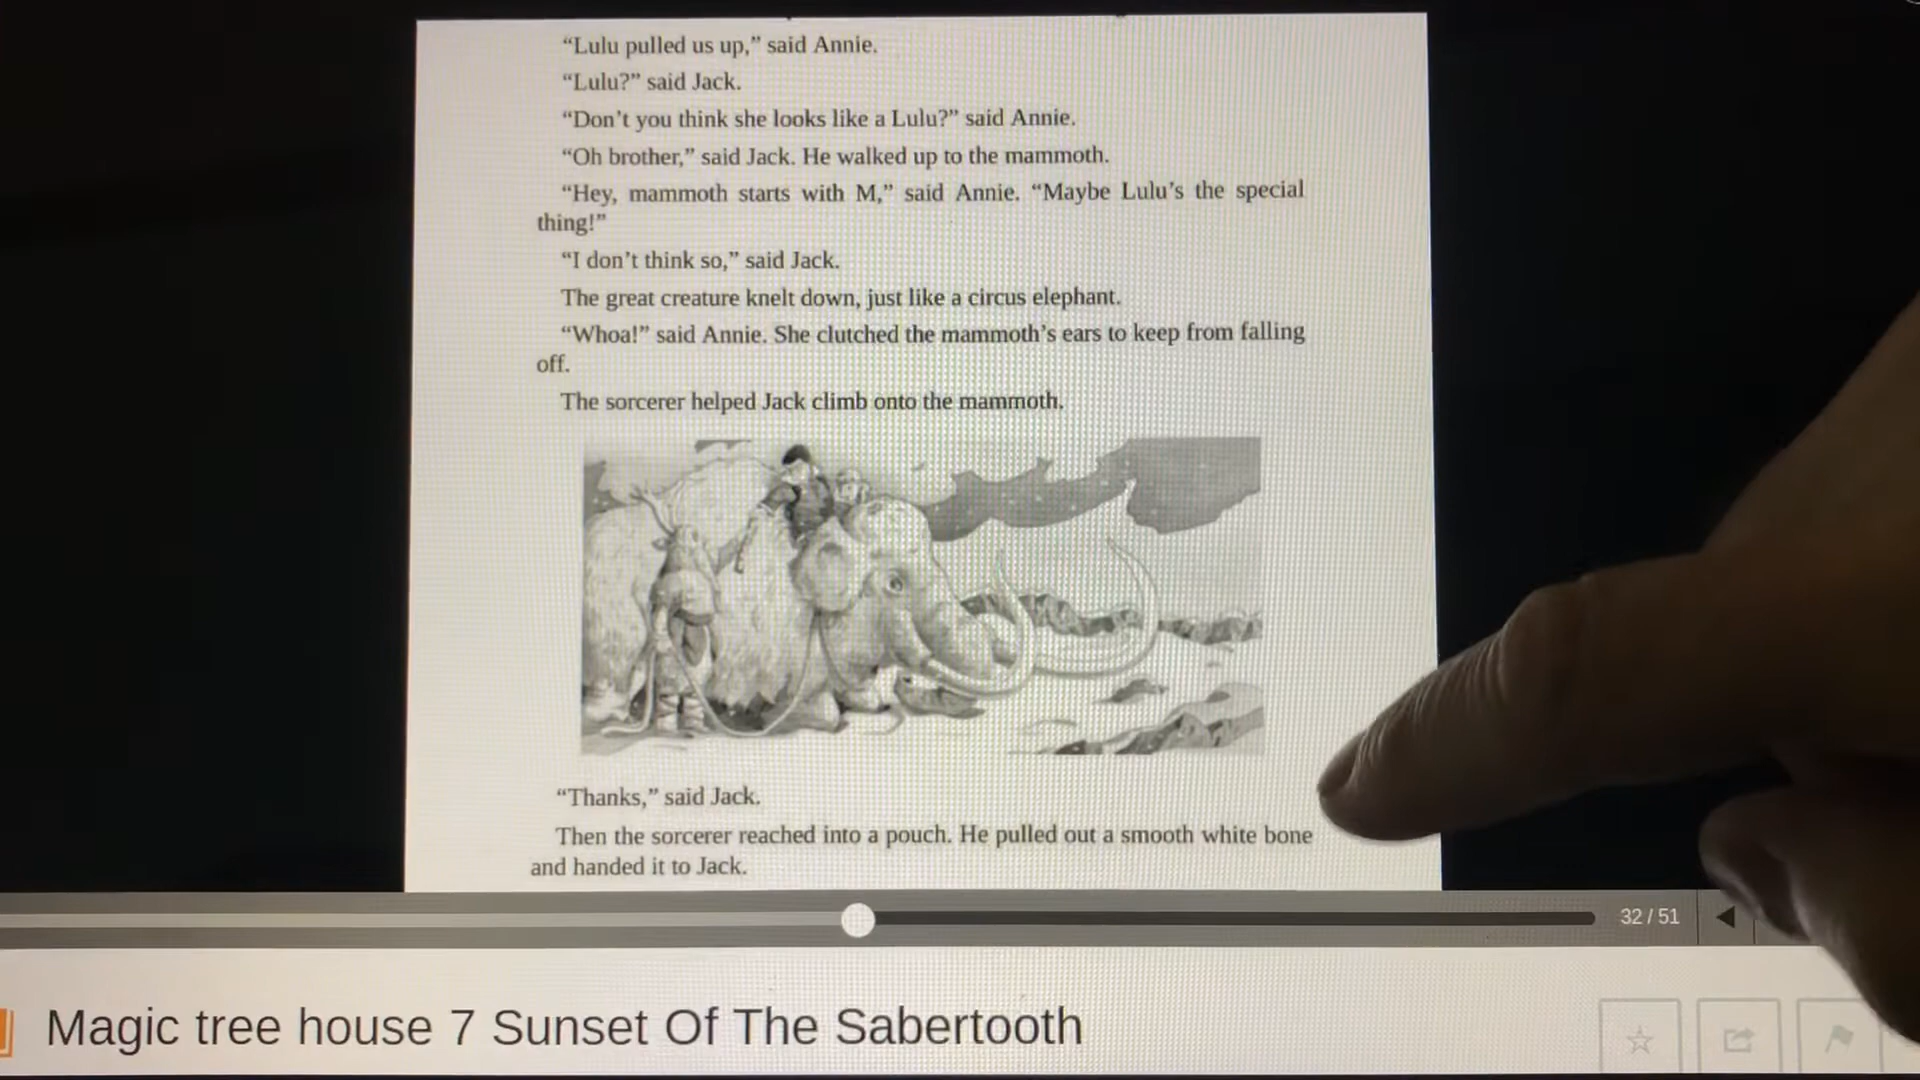 “Lulu pulled us up,” said Annie.
“Lulu?” said Jack.
“Don’t you think she looks like a Lulu?” said Annie.
“Oh brother,” said Jack. He walked up to the mammoth.
“Hey, mammoth starts with M,” said Annie. “Maybe Lulu’s the special
thing!”
“I don’t think so,” said Jack.
The great creature knelt down, just like a circus elephant.
“Whoa!” said Annie. She clutched the mammoth’s ears to keep from falling
off.
The sorcerer helped Jack climb onto the mammoth.
“Thanks,” said Jack.
Then the sorcerer reached into a pouch. He pulled out a smooth white bone
and handed it to Jack.
32 / 51
Magic tree house 7 Sunset Of The Sabertooth